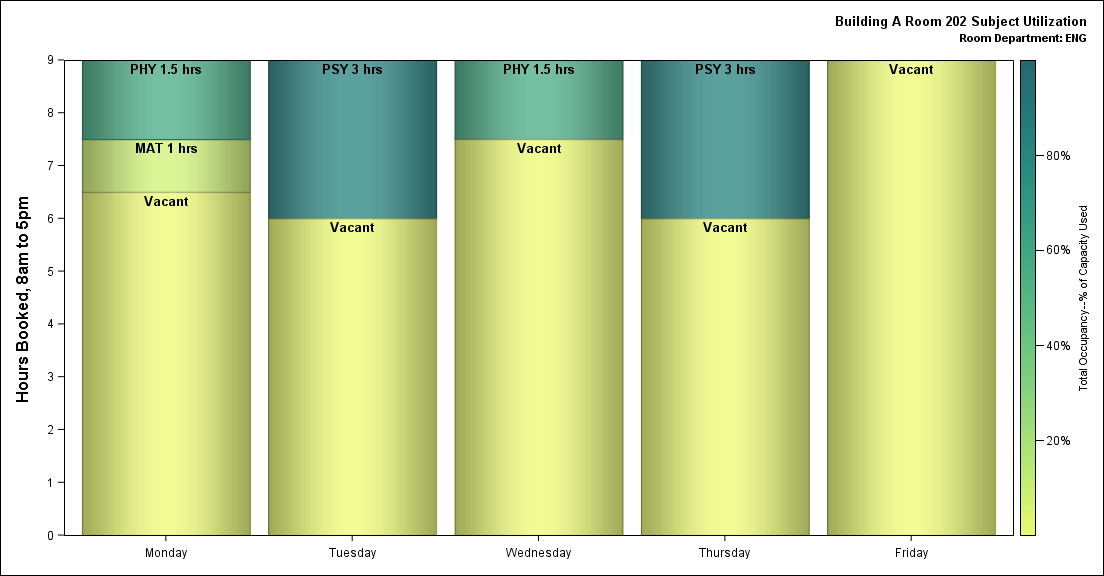 Building A Room 202 Subject Utilization
Room Department: ENG
Hours Booked, 8am to 5pm
9
8
7
6
5
4
3
2
1
0
PHY 1.5 hrs
MAT 1 hrs
Vacant
PSY 3 hrs
Vacant
PHY 1.5 hrs
Vacant
PSY 3 hrs
Vacant
Vacant
Monday
Tuesday
Wednesday
Thursday
Friday
80%
60%
40%
20%
Total Occupancy--% of Capacity Used